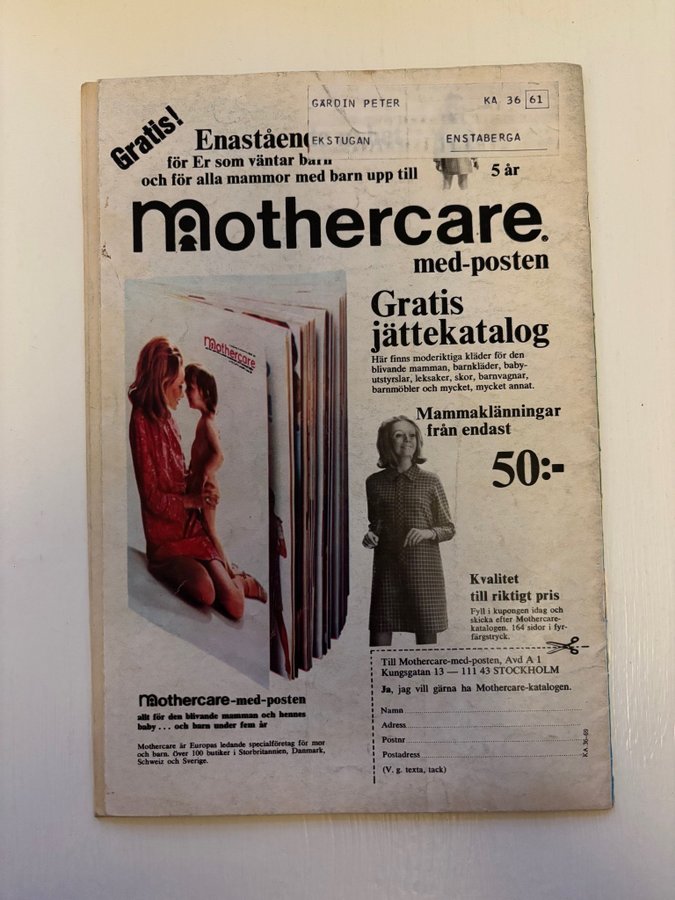 GÄRDIN PETER KA 36 61
EKSTUGAN ENSTABERGA
Gratis!
för Er som väntar barn
och för alla mammor med barn upp till 5 år
mothercare®
med-posten
Gratis
jättekatalog
Här finns moderiktiga kläder för den
blivande mamman, barnkläder, baby-
utstyrslar, leksaker, skor, barnvagnar,
barnmöbler och mycket, mycket annat.
mothercare
Mammaklänningar
från endast
50:-
Kvalitet
till riktigt pris
Fyll i kupongen idag och
skicka efter Mothercare-
katalogen. 164 sidor i fyr-
färgstryck.
Till Mothercare-med-posten, Avd A 1
Kungsgatan 13 — 111 43 STOCKHOLM
Ja, jag vill gärna ha Mothercare-katalogen.
Namn
Adress
Postnr
Postadress
(V. g. texta, tack)
KA 36-69
mothercare-med-posten
allt för den blivande mamman och hennes
baby . . . och barn under fem år
Mothercare är Europas ledande specialföretag för mor
och barn. Över 100 butiker i Storbritannien, Danmark,
Schweiz och Sverige.